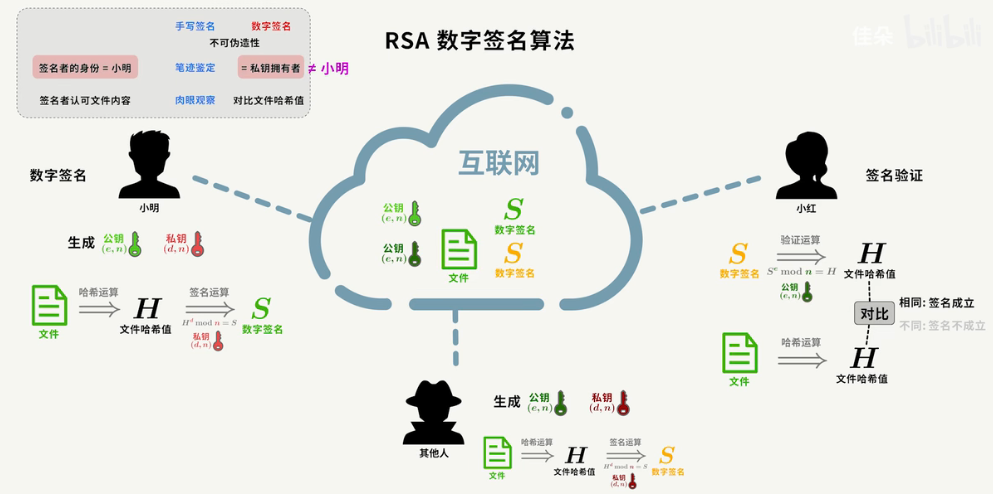 手写签名 数字签名
不可伪造性
签名者的身份 = 小明 笔迹鉴定 = 私钥拥有者 ≠ 小明
签名者认可文件内容 肉眼观察 对比文件哈希值
RSA 数字签名算法
佳朵 bilibili
互联网
数字签名
小明
小红
签名验证
生成 公钥 (e, n) 私钥 (d, n)
公钥 (e, n) S 数字签名
公钥 (e, n) 文件 S 数字签名
文件 哈希运算 H 文件哈希值 签名运算 H^d mod n = S 私钥 (d, n) S 数字签名
S 数字签名 验证运算 S^e mod n = H 公钥 (e, n) H 文件哈希值
对比
相同: 签名成立
不同: 签名不成立
文件 哈希运算 H 文件哈希值
其他人
生成 公钥 (e, n) 私钥 (d, n)
文件 哈希运算 H 文件哈希值 签名运算 H^d mod n = S 私钥 (d, n) S 数字签名